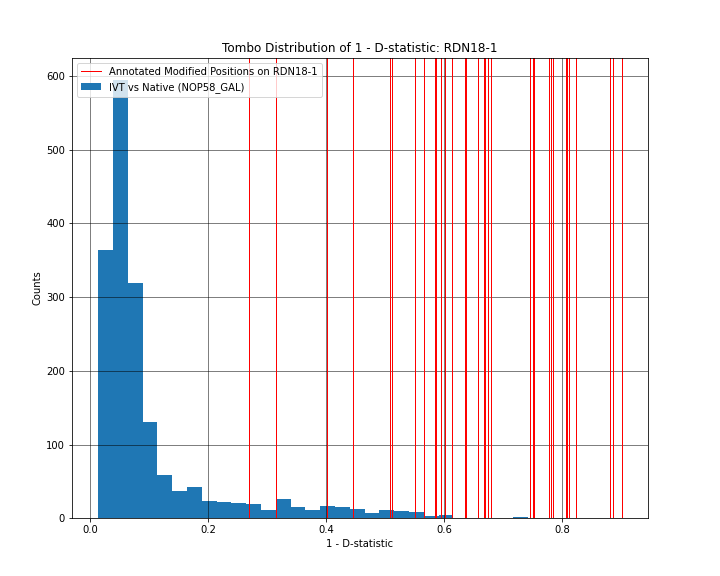 Tombo Distribution of 1 - D-statistic: RDN18-1
Annotated Modified Positions on RDN18-1
IVT vs Native (NOP58_GAL)
600
500
400
300
200
100
0
Counts
0.0 0.2 0.4 0.6 0.8
1 - D-statistic